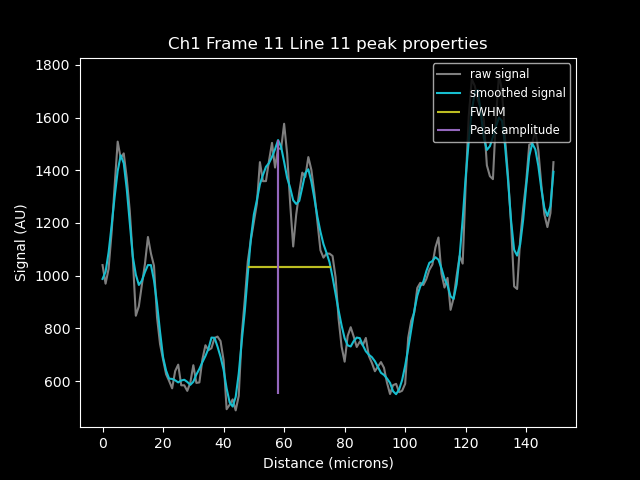 Ch1 Frame 11 Line 11 peak properties
raw signal
smoothed signal
FWHM
Peak amplitude
Signal (AU)
1800
1600
1400
1200
1000
800
600
0 20 40 60 80 100 120 140
Distance (microns)